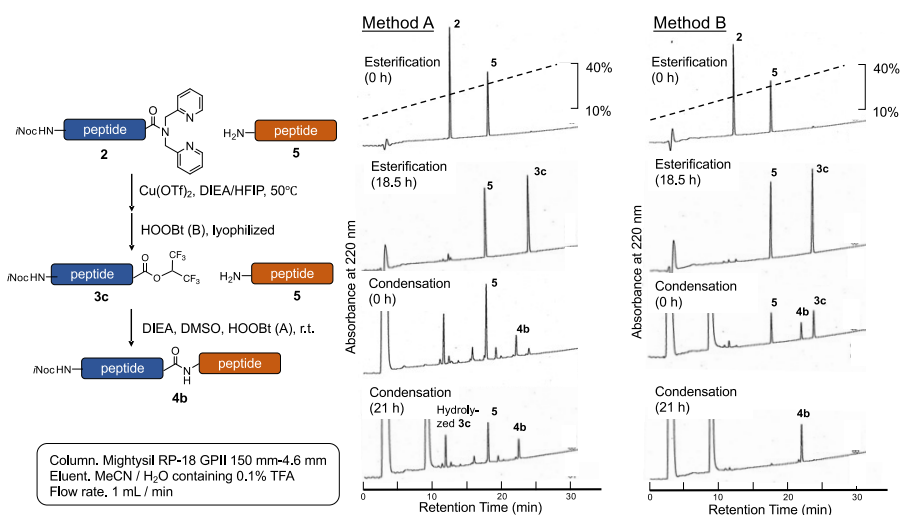 iNocHN
peptide
O
N
N
N
2
H₂N
peptide
5
Cu(OTf)₂, DIEA/HFIP, 50℃
HOOBt (B), lyophilized
iNocHN
peptide
O
O
CF₃
CF₃
3c
H₂N
peptide
5
DIEA, DMSO, HOOBt (A), r.t.
iNocHN
peptide
O
N
H
peptide
4b
Column. Mightysil RP-18 GPII 150 mm-4.6 mm
Eluent. MeCN / H₂O containing 0.1% TFA
Flow rate. 1 mL / min
Absorbance at 220 nm
Method A
Esterification
(0 h)
2
5
40%
10%
Esterification
(18.5 h)
5
3c
Condensation
(0 h)
5
4b
Condensation
(21 h)
Hydroly-
zed 3c
5
4b
0 10 20 30
Retention Time (min)
Absorbance at 220 nm
Method B
Esterification
(0 h)
2
5
40%
10%
Esterification
(18.5 h)
5
3c
Condensation
(0 h)
5
4b
3c
Condensation
(21 h)
4b
0 10 20 30
Retention Time (min)